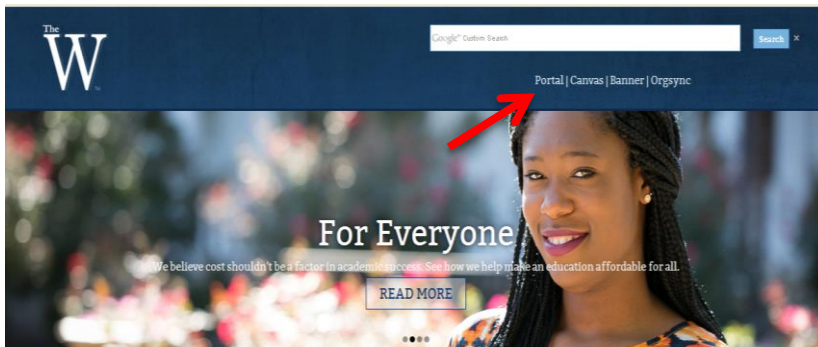 The
W
Google™ Custom Search
Search x
Portal | Canvas | Banner | Orgsync
For Everyone
We believe cost shouldn't be a factor in academic success. See how we help make an education affordable for all.
READ MORE